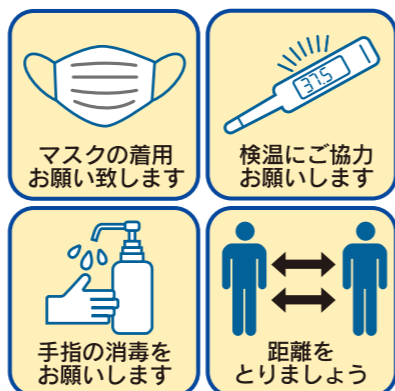 マスクの着用
お願い致します
37.5
検温にご協力
お願いします
手指の消毒を
お願いします
距離を
とりましょう